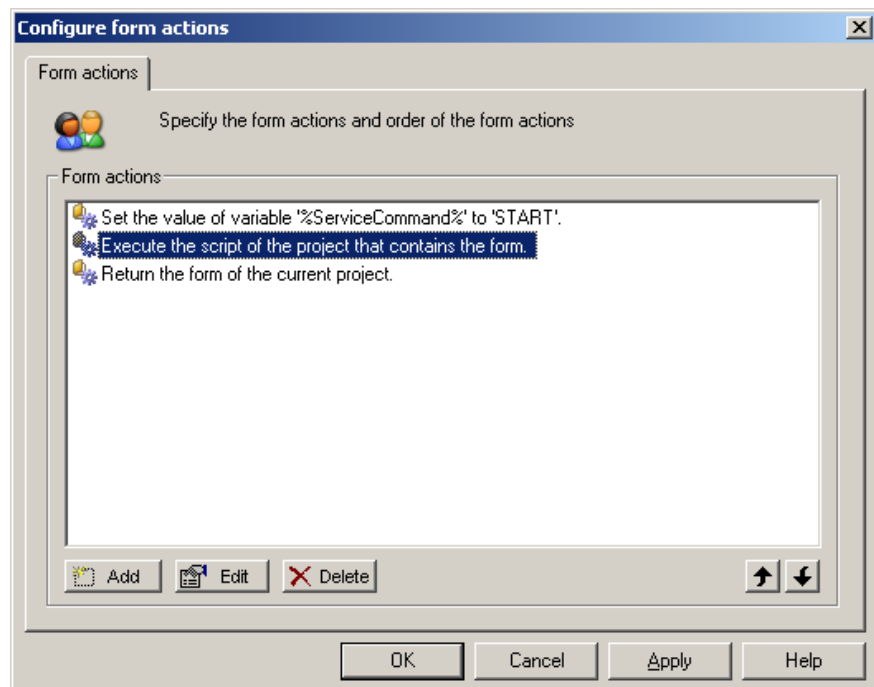 Configure form actions
Form actions
Specify the form actions and order of the form actions
Form actions
Set the value of variable '%ServiceCommand%' to 'START'.
Execute the script of the project that contains the form.
Return the form of the current project.
Add Edit Delete
OK Cancel Apply Help